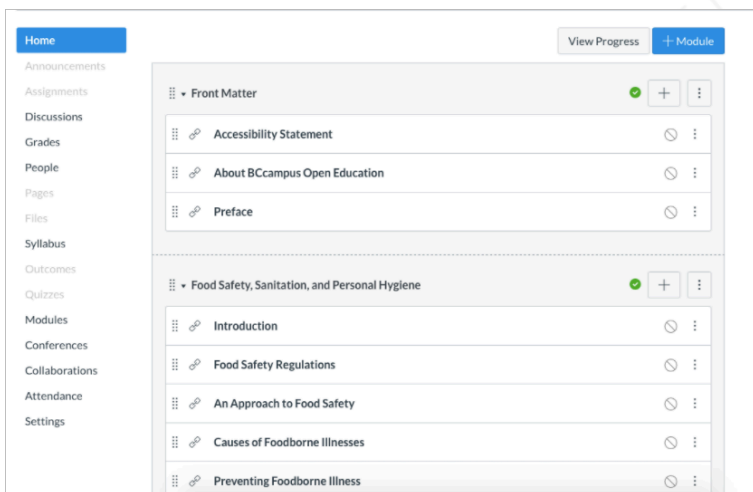 Home
View Progress
+ Module
Announcements
Assignments
Discussions
Grades
People
Pages
Files
Syllabus
Outcomes
Quizzes
Modules
Conferences
Collaborations
Attendance
Settings
Front Matter
Accessibility Statement
About BCcampus Open Education
Preface
Food Safety, Sanitation, and Personal Hygiene
Introduction
Food Safety Regulations
An Approach to Food Safety
Causes of Foodborne Illnesses
Preventing Foodborne Illness